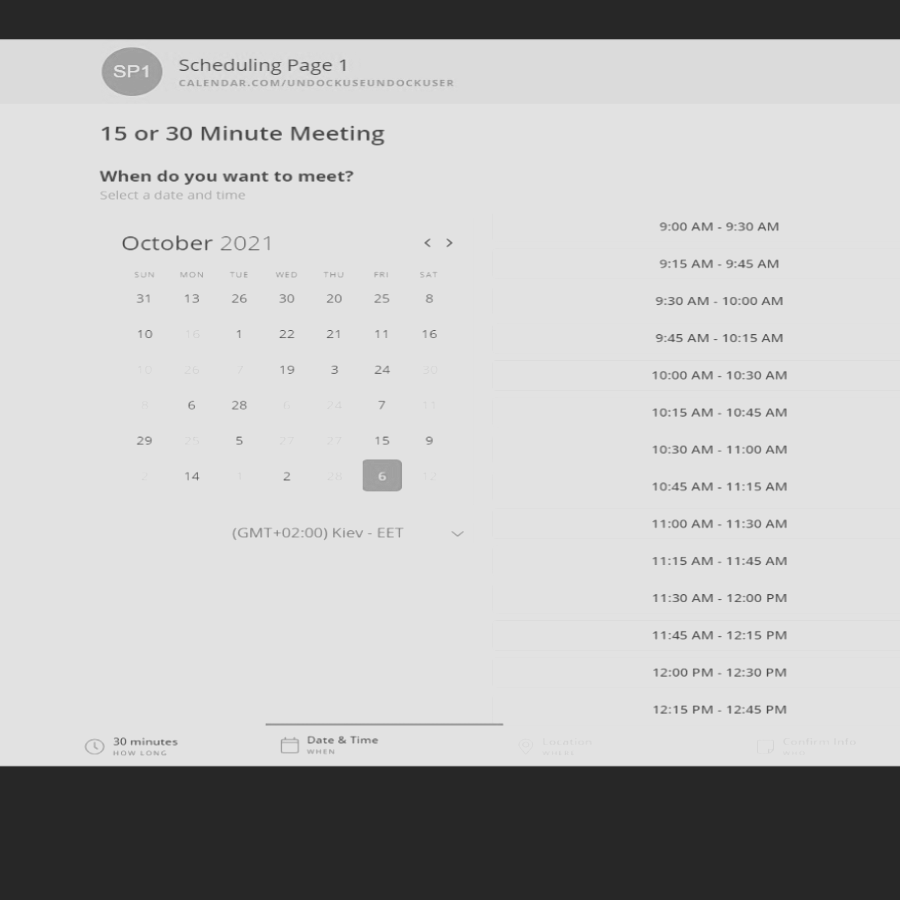 SP1
Scheduling Page 1
CALENDAR.COM/UNDOCKUSEUNDOCKUSER
15 or 30 Minute Meeting
When do you want to meet?
Select a date and time
October 2021 < >
SUN MON TUE WED THU FRI SAT
31 13 26 30 20 25 8
10 16 1 22 21 11 16
10 26 7 19 3 24 30
6 28 6 24 7 11
29 25 5 27 27 15 9
2 14 1 2 28 6 12
(GMT+02:00) Kiev - EET
9:00 AM - 9:30 AM
9:15 AM - 9:45 AM
9:30 AM - 10:00 AM
9:45 AM - 10:15 AM
10:00 AM - 10:30 AM
10:15 AM - 10:45 AM
10:30 AM - 11:00 AM
10:45 AM - 11:15 AM
11:00 AM - 11:30 AM
11:15 AM - 11:45 AM
11:30 AM - 12:00 PM
11:45 AM - 12:15 PM
12:00 PM - 12:30 PM
12:15 PM - 12:45 PM
30 minutes
HOW LONG
Date & Time
WHEN
Location
WHERE
Confirm Info